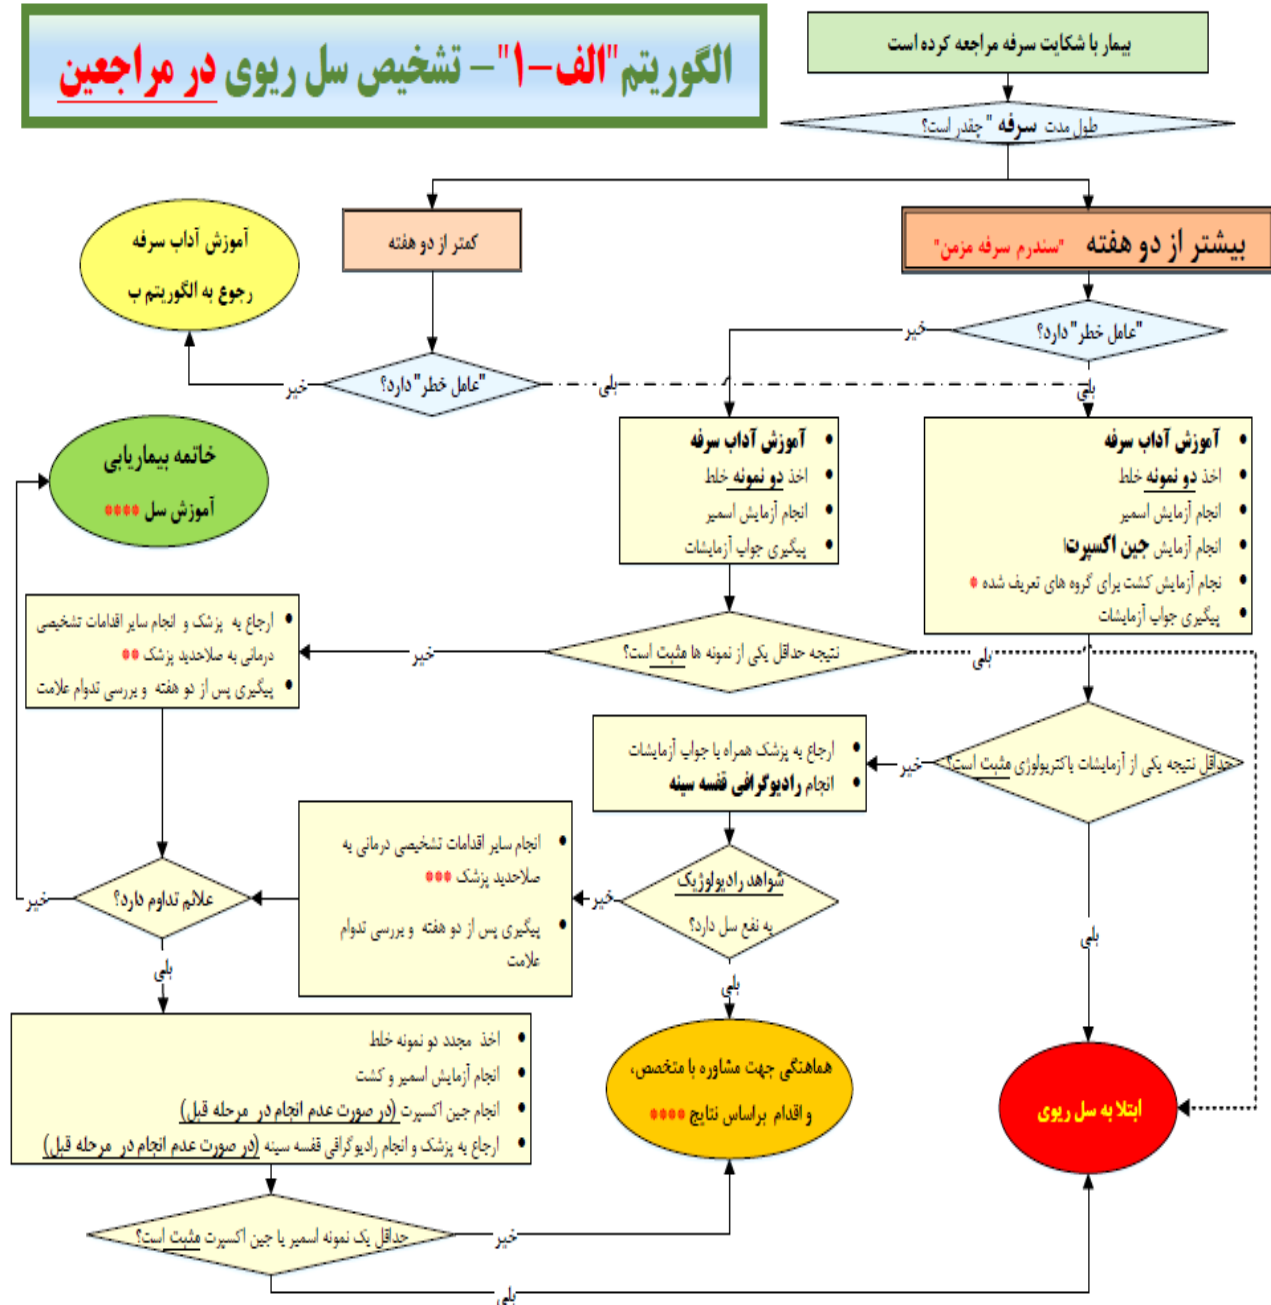 الگوریتم"الف-۱"- تشخیص سل ریوی در مراجعین
بیمار با شکایت سرفه مراجعه کرده است
طول مدت سرفه " چقدر است؟
بیشتر از دو هفته "سندرم سرفه مزمن"
کمتر از دو هفته
آموزش آداب سرفه
رجوع به الگوریتم ب
"عامل خطر" دارد؟
خیر
"عامل خطر" دارد؟
خیر
بلی
بلی
• آموزش آداب سرفه
• اخذ دو نمونه خلط
• انجام آزمایش اسمیر
• انجام آزمایش جین اکسپرت۱
• نجام آزمایش کشت برای گروه های تعریف شده *
• پیگیری جواب آزمایشات
• آموزش آداب سرفه
• اخذ دو نمونه خلط
• انجام آزمایش اسمیر
• پیگیری جواب آزمایشات
خاتمه بیماریابی
آموزش سل ****
نتیجه حداقل یکی از نمونه ها مثبت است؟
بلی
خیر
• ارجاع به پزشک و انجام سایر اقدامات تشخیصی
درمانی به صلاحدید پزشک **
• پیگیری پس از دو هفته و بررسی تدوام علامت
حداقل نتیجه یکی از آزمایشات باکتریولوژی مثبت است؟
خیر
بلی
• ارجاع به پزشک همراه با جواب آزمایشات
• انجام رادیوگرافی قفسه سینه
شواهد رادیولوژیک
به نفع سل دارد؟
خیر
بلی
• انجام سایر اقدامات تشخیصی درمانی به
صلاحدید پزشک ***
• پیگیری پس از دو هفته و بررسی تدوام
علامت
علائم تداوم دارد؟
خیر
بلی
• اخذ مجدد دو نمونه خلط
• انجام آزمایش اسمیر و کشت
• انجام جین اکسپرت (در صورت عدم انجام در مرحله قبل)
• ارجاع به پزشک و انجام رادیوگرافی قفسه سینه (در صورت عدم انجام در مرحله قبل)
هماهنگی جهت مشاوره با متخصص،
و اقدام براساس نتایج ****
ابتلا به سل ریوی
حداقل یک نمونه اسمیر یا جین اکسپرت مثبت است؟
خیر
بلی